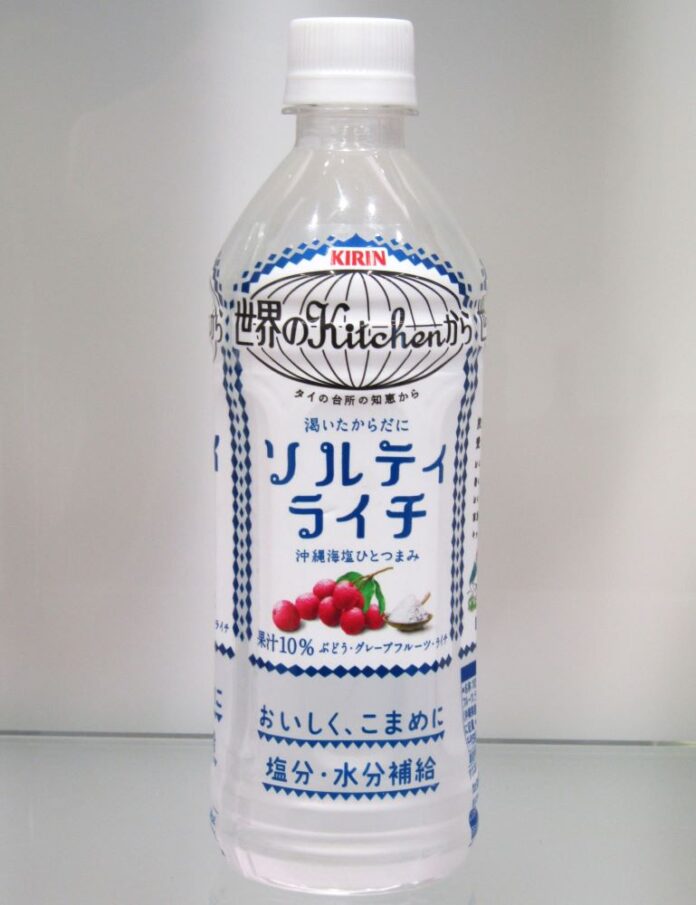 KIRIN
世界のKitchenから
タイの台所の知恵から
渇いたからだに
ソルティ
ライチ
沖縄海塩ひとつまみ
果汁10% ぶどう・グレープフルーツ・ライチ
おいしく、こまめに
塩分・水分補給